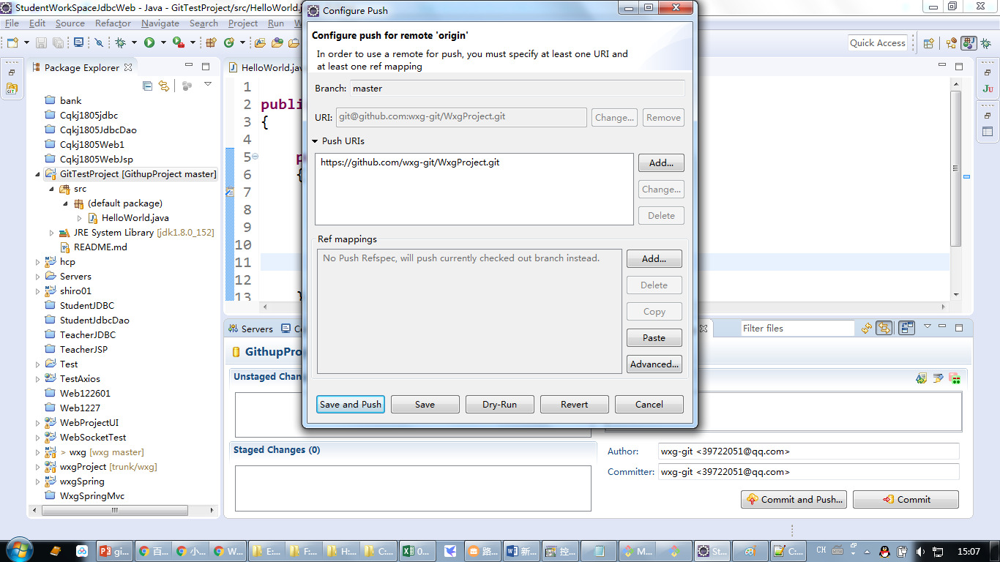 StudentWorkSpaceJdbcWeb - Java - GitTestProject/src/HelloWorld.j
File Edit Source Refactor Navigate Search Project Run
Quick Access
Package Explorer
bank
Cqkj1805jdbc
Cqkj1805JdbcDao
Cqkj1805Web1
Cqkj1805WebJsp
GitTestProject [GithupProject master]
src
(default package)
HelloWorld.java
JRE System Library [jdk1.8.0_152]
README.md
hcp
Servers
shiro01
StudentJDBC
StudentJdbcDao
TeacherJDBC
TeacherJSP
Test
TestAxios
Web122601
Web1227
WebProjectUI
WebSocketTest
> wxg [wxg master]
wxgProject [trunk/wxg]
wxgSpring
WxgSpringMvc
HelloWorld.jav
1
2 publi
3 {
4
5 p
6 {
7
8
9
10
11
12
13 }
Configure Push
Configure push for remote 'origin'
In order to use a remote for push, you must specify at least one URI and
at least one ref mapping
Branch: master
URI: git@github.com:wxg-git/WxgProject.git Change... Remove
Push URIs
https://github.com/wxg-git/WxgProject.git
Add...
Change...
Delete
Ref mappings
No Push Refspec, will push currently checked out branch instead.
Add...
Delete
Copy
Paste
Advanced...
Save and Push Save Dry-Run Revert Cancel
Servers Co
Filter files
GithupPro
Unstaged Chan
Staged Changes (0)
Author: wxg-git <39722051@qq.com>
Committer: wxg-git <39722051@qq.com>
Commit and Push... Commit
gi... 百... 小... W... E:... F:... H:... C:... 0... 路... 新... 控... M... St... C:... CH 15:07